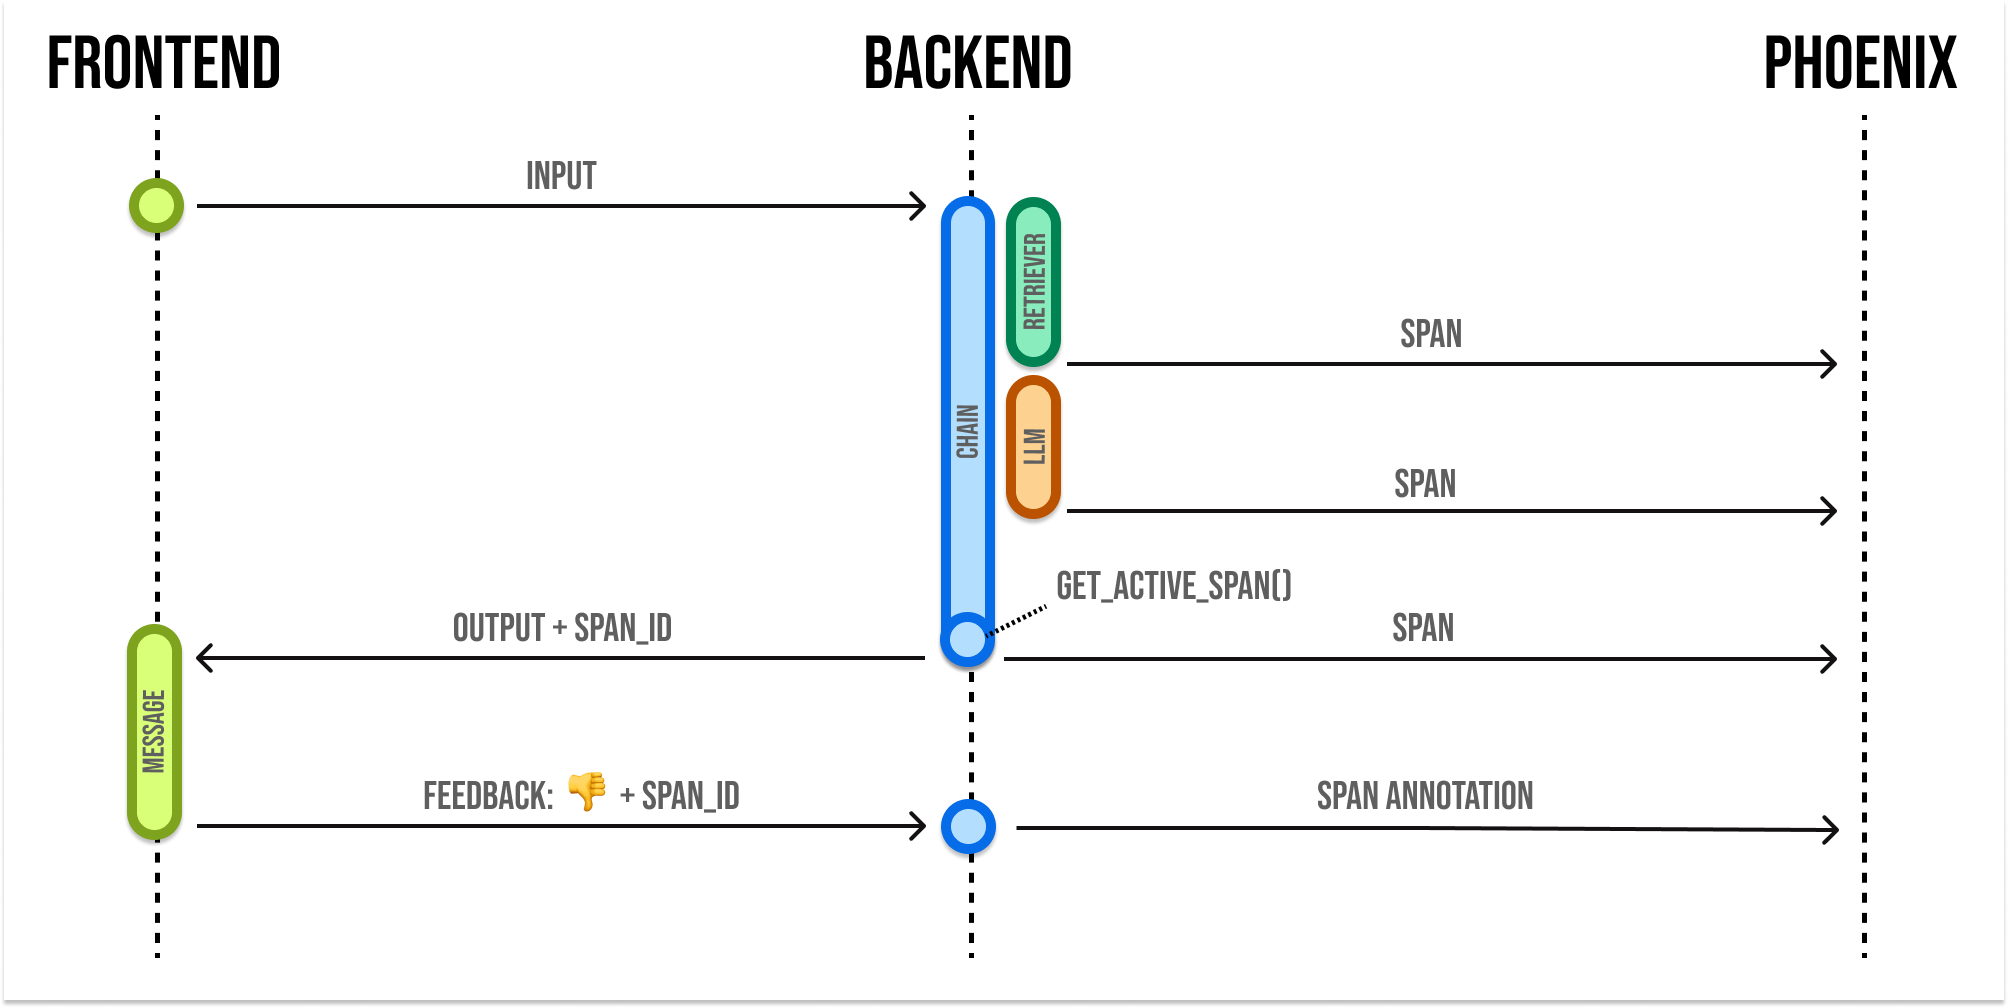 FRONTEND
BACKEND
PHOENIX
INPUT
RETRIEVER
SPAN
CHAIN
LLM
SPAN
GET_ACTIVE_SPAN()
OUTPUT + SPAN_ID
SPAN
MESSAGE
FEEDBACK: 👎 + SPAN_ID
SPAN ANNOTATION